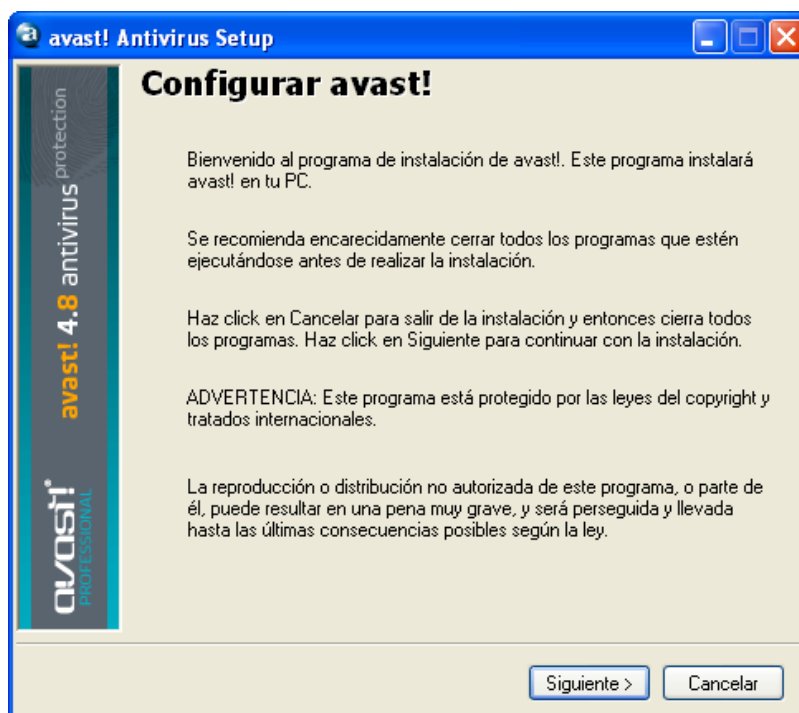 avast! Antivirus Setup
Configurar avast!
Bienvenido al programa de instalación de avast!. Este programa instalará
avast! en tu PC.
Se recomienda encarecidamente cerrar todos los programas que estén
ejecutándose antes de realizar la instalación.
Haz click en Cancelar para salir de la instalación y entonces cierra todos
los programas. Haz click en Siguiente para continuar con la instalación.
ADVERTENCIA: Este programa está protegido por las leyes del copyright y
tratados internacionales.
La reproducción o distribución no autorizada de este programa, o parte de
él, puede resultar en una pena muy grave, y será perseguida y llevada
hasta las últimas consecuencias posibles según la ley.
avast! 4.8 antivirus protection
avast!
PROFESSIONAL
Siguiente >
Cancelar